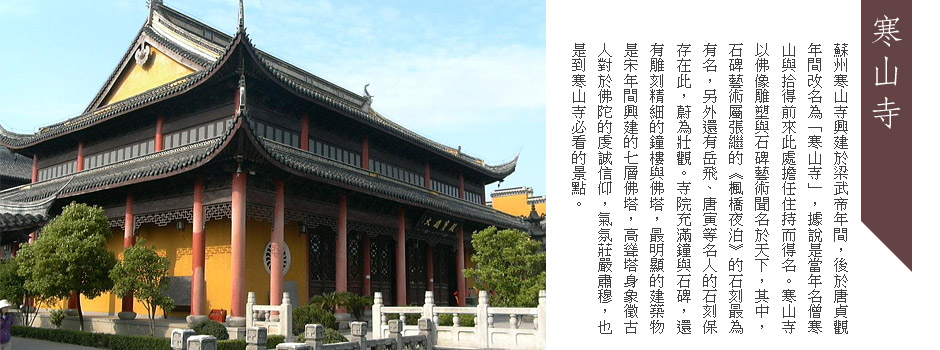 寒山寺
蘇州寒山寺興建於梁武帝年間，後於唐貞觀
年間改名為「寒山寺」，據說是當年名僧寒
山與拾得前來此處擔任住持而得名。寒山寺
以佛像雕塑與石碑藝術聞名於天下，其中，
石碑藝術屬張繼的《楓橋夜泊》的石刻最為
有名，另外還有岳飛、唐寅等名人的石刻保
存在此，蔚為壯觀。寺院充滿鐘與石碑，還
有雕刻精細的鐘樓與佛塔，最明顯的建築物
是宋年間興建的七層佛塔，高聳塔身象徵古
人對於佛陀的虔誠信仰，氣氛莊嚴肅穆，也
是到寒山寺必看的景點。